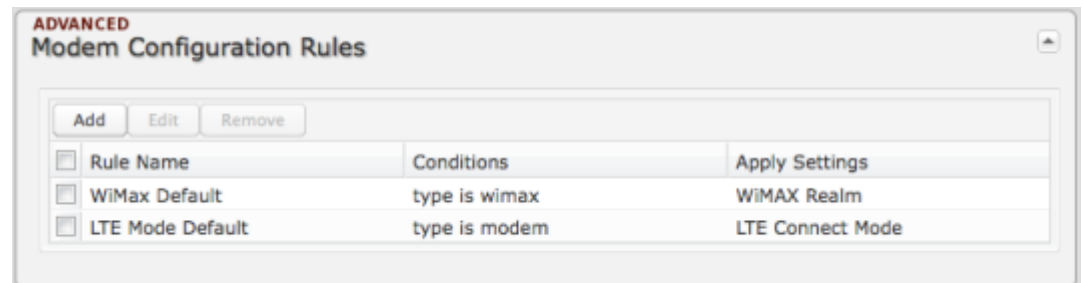 ADVANCED
Modem Configuration Rules
Add Edit Remove
Rule Name Conditions Apply Settings
WiMax Default type is wimax WiMAX Realm
LTE Mode Default type is modem LTE Connect Mode